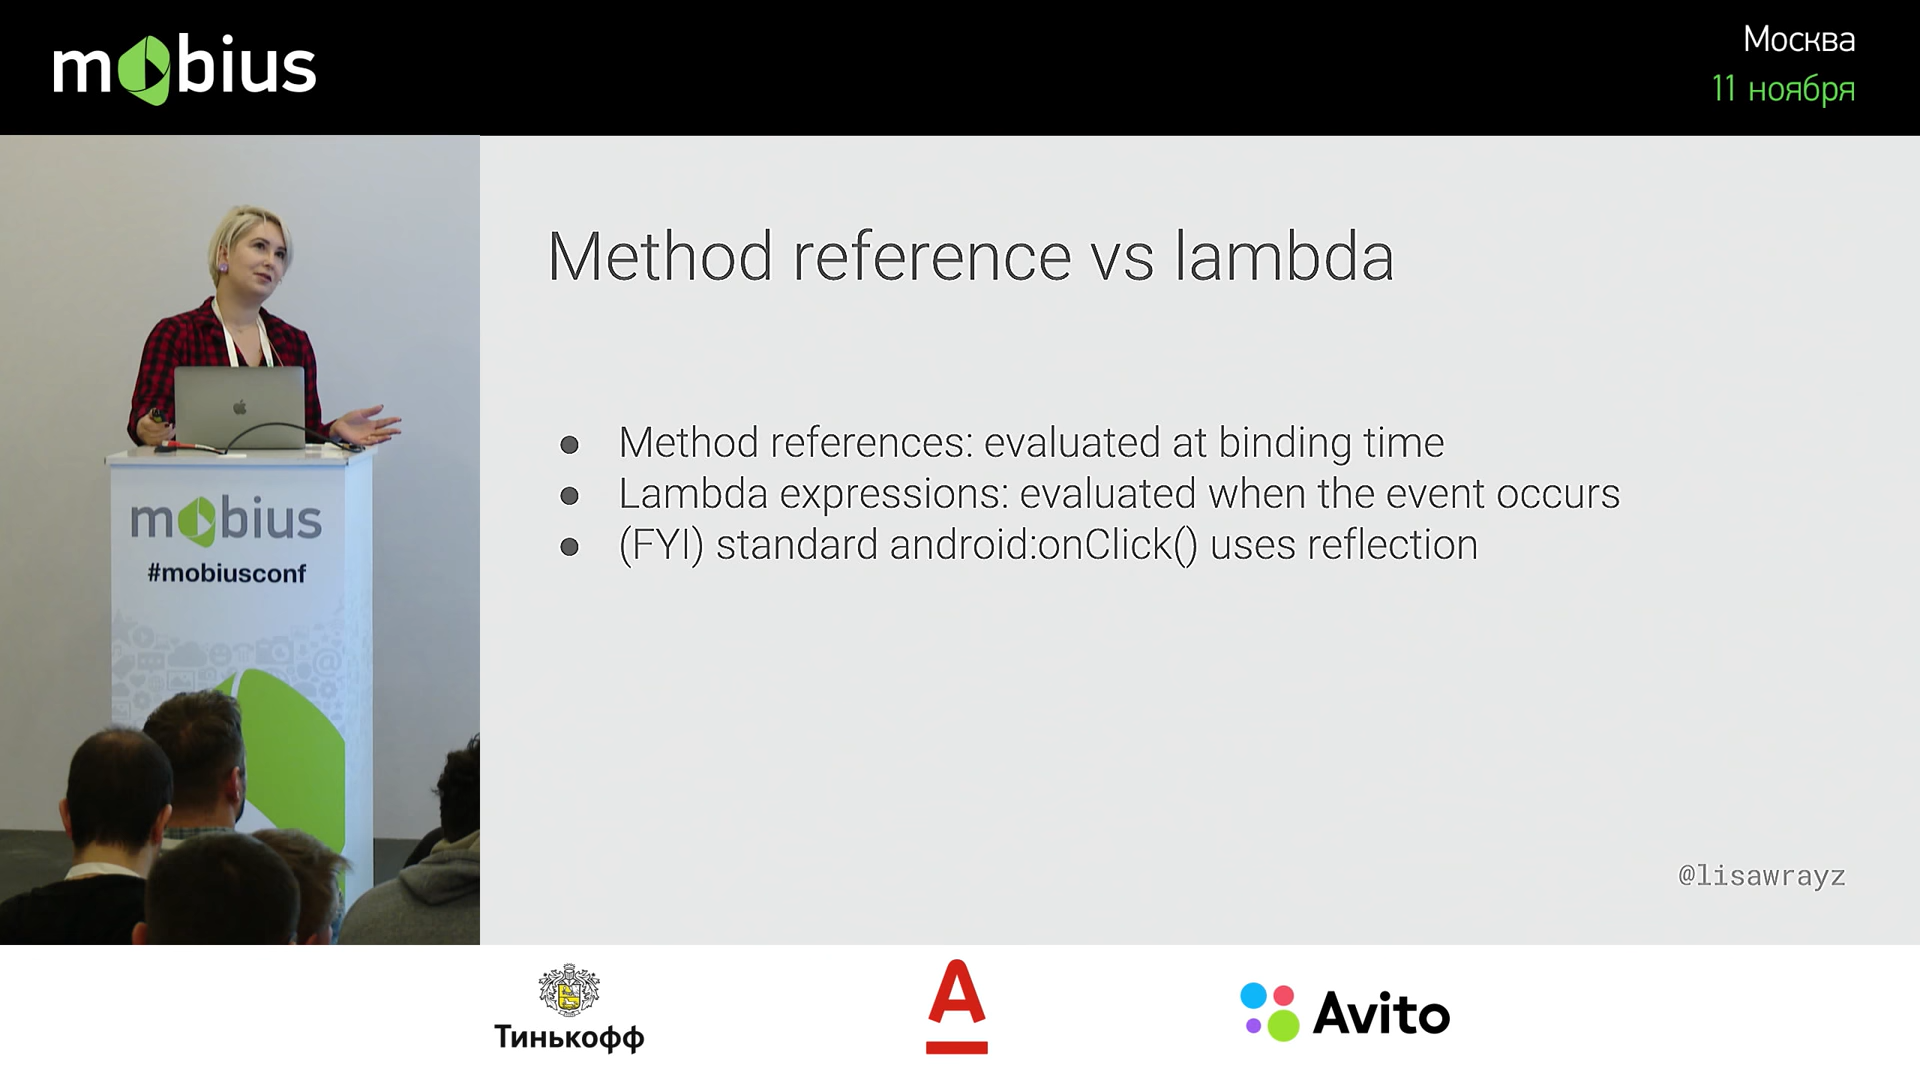 mobius
Москва
11 ноября
Method reference vs lambda
● Method references: evaluated at binding time
● Lambda expressions: evaluated when the event occurs
● (FYI) standard android:onClick() uses reflection
@lisawrayz
mobius
#mobiusconf
Тинькофф
А
Avito